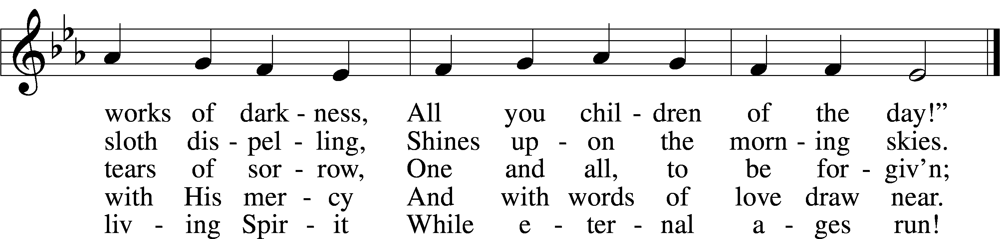 works of dark - ness, All you chil - dren of the day!”
sloth dis - pel - ling, Shines up - on the morn - ing skies.
tears of sor - row, One and all, to be for - giv’n;
with His mer - cy And with words of love draw near.
liv - ing Spir - it While e - ter - nal a - ges run!